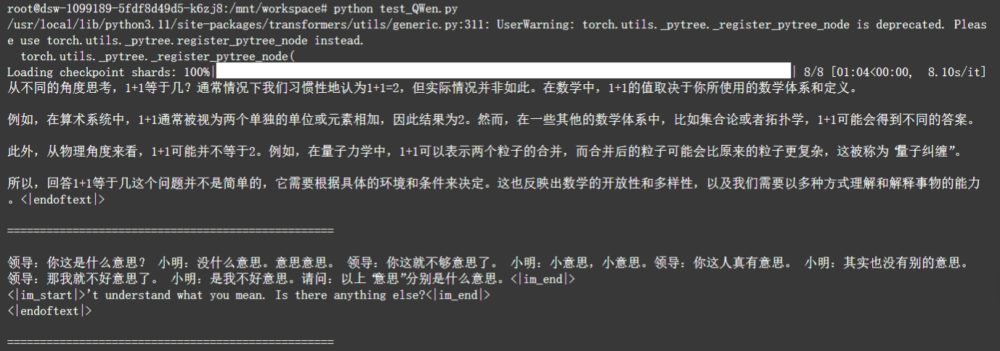 root@dsw-1099189-5fdf8d49d5-k6zj8:/mnt/workspace# python test_QWen.py
/usr/local/lib/python3.11/site-packages/transformers/utils/generic.py:311: UserWarning: torch.utils._pytree._register_pytree_node is deprecated. Pleas
e use torch.utils._pytree.register_pytree_node instead.
  torch.utils._pytree._register_pytree_node(
Loading checkpoint shards: 100%|                                        | 8/8 [01:04<00:00,  8.10s/it]
从不同的角度思考，1+1等于几？通常情况下我们习惯性地认为1+1=2，但实际情况并非如此。在数学中，1+1的值取决于你所使用的数学体系和定义。
例如，在算术系统中，1+1通常被视为两个单独的单位或元素相加，因此结果为2。然而，在一些其他的数学体系中，比如集合论或者拓扑学，1+1可能会得到不同的答案。
此外，从物理角度来看，1+1可能并不等于2。例如，在量子力学中，1+1可以表示两个粒子的合并，而合并后的粒子可能会比原来的粒子更复杂，这被称为“量子纠缠”。
所以，回答1+1等于几这个问题并不是简单的，它需要根据具体的环境和条件来决定。这也反映出数学的开放性和多样性，以及我们需要以多种方式理解和解释事物的能力
。<|endoftext|>
==================================================
领导：你这是什么意思？ 小明：没什么意思。意思意思。 领导：你这就不够意思了。 小明：小意思，小意思。领导：你这人真有意思。 小明：其实也没有别的意思。
领导：那我就不好意思了。 小明：是我不好意思。请问：以上“意思”分别是什么意思。<|im_end|>
<|im_start|>'t understand what you mean. Is there anything else?<|im_end|>
<|endoftext|>
==================================================